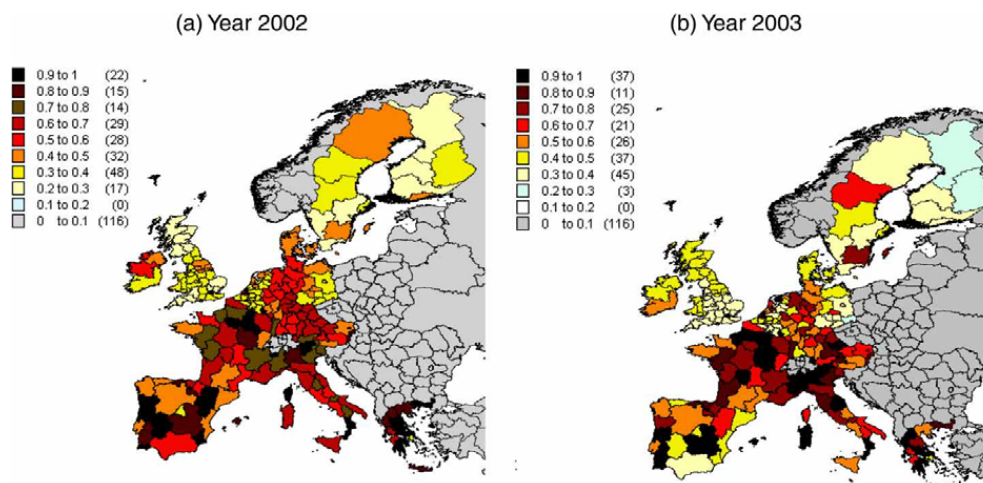 (a) Year 2002
0.9 to 1 (22)
0.8 to 0.9 (15)
0.7 to 0.8 (14)
0.6 to 0.7 (29)
0.5 to 0.6 (28)
0.4 to 0.5 (32)
0.3 to 0.4 (48)
0.2 to 0.3 (17)
0.1 to 0.2 (0)
0 to 0.1 (116)
(b) Year 2003
0.9 to 1 (37)
0.8 to 0.9 (11)
0.7 to 0.8 (25)
0.6 to 0.7 (21)
0.5 to 0.6 (26)
0.4 to 0.5 (37)
0.3 to 0.4 (45)
0.2 to 0.3 (3)
0.1 to 0.2 (0)
0 to 0.1 (116)